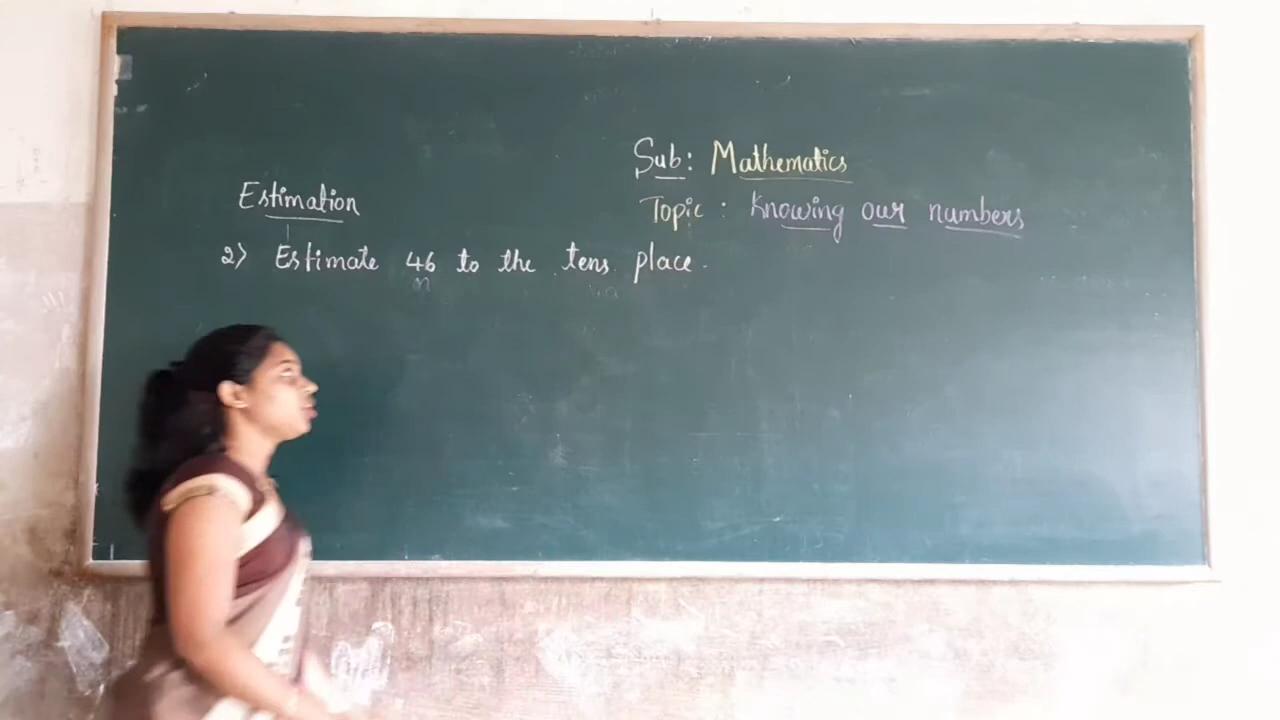 Sub: Mathematics
Topic : Knowing our numbers
Estimation
2) Estimate 46 to the tens place.